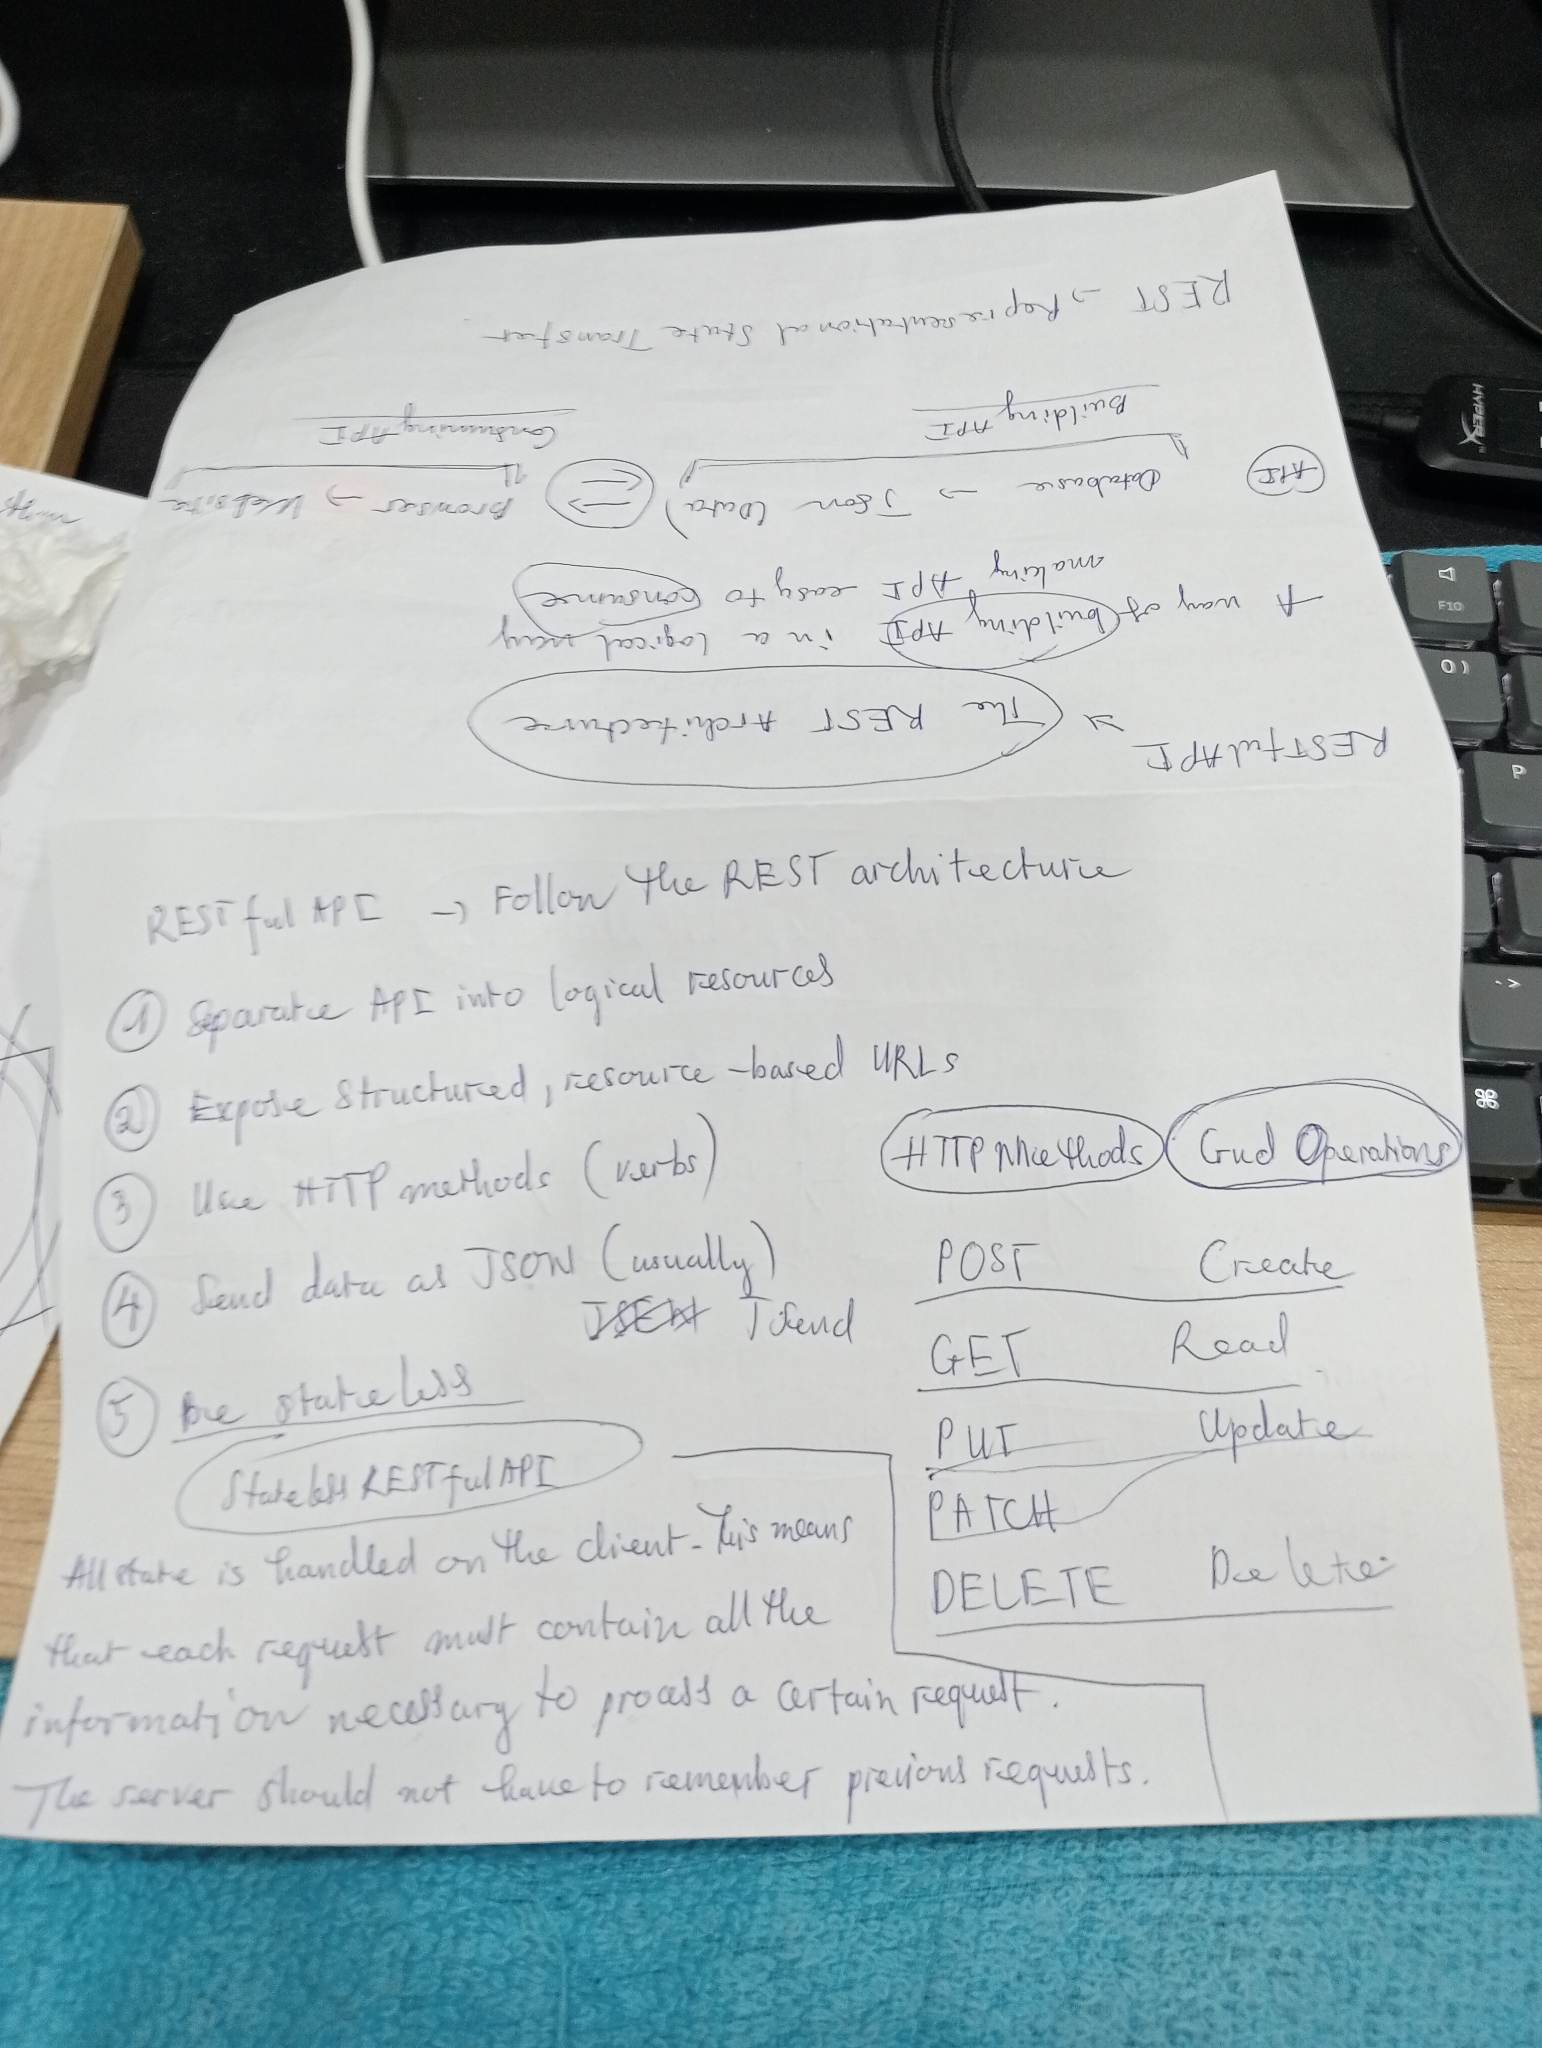 REST → Representational State Transfer
Building API
Consuming API
API
Database → Json (Data)
Browser → Website
A way of building API in a logical way
making API easy to consume
RESTful API
The REST Architecture
RESTful API → Follow the REST architecture
1 Separate API into logical resources
2 Expose structured, resource-based URLs
3 Use HTTP methods (verbs)
4 Send data as JSON (usually)
JSend
5 Be stateless
HTTP Methods Crud Operations
POST Create
GET Read
PUT Update
PATCH
DELETE Delete
Stateless RESTful API
All state is handled on the client. This means
that each request must contain all the
information necessary to process a certain request.
The server should not have to remember previous requests.
HYPERX
F10
0 )
P
. >
⌘